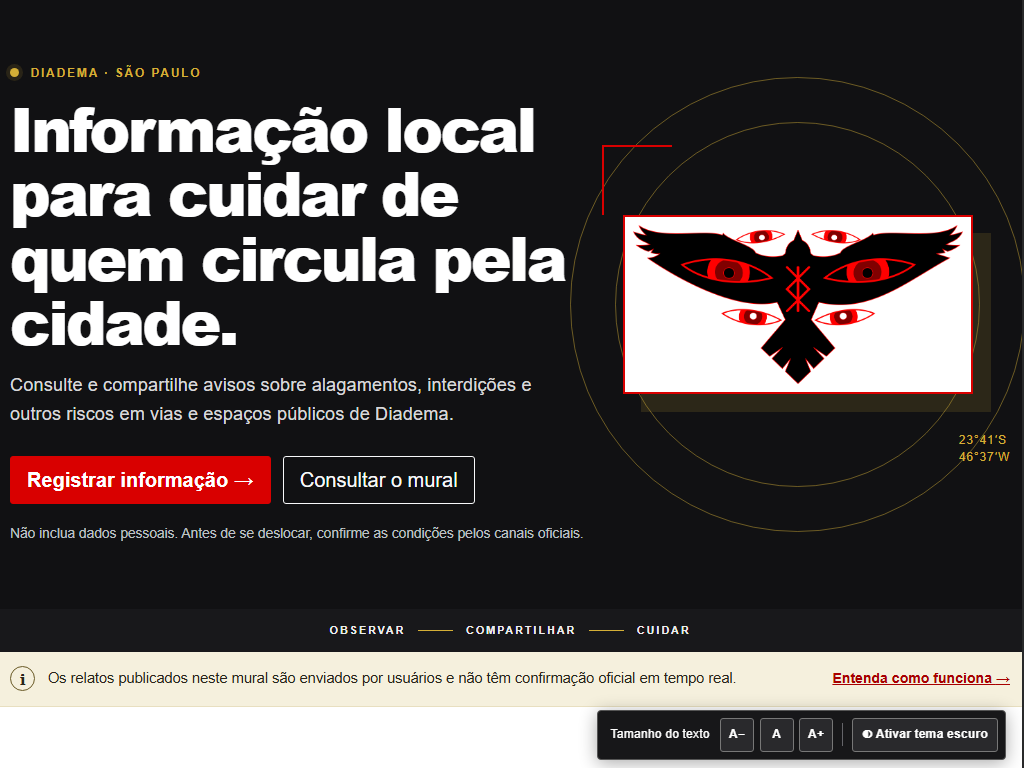 DIADEMA · SÃO PAULO
Informação local
para cuidar de
quem circula pela
cidade.
Consulte e compartilhe avisos sobre alagamentos, interdições e
outros riscos em vias e espaços públicos de Diadema.
Registrar informação →
Consultar o mural
Não inclua dados pessoais. Antes de se deslocar, confirme as condições pelos canais oficiais.
23°41′S
46°37′W
OBSERVAR
COMPARTILHAR
CUIDAR
i
Os relatos publicados neste mural são enviados por usuários e não têm confirmação oficial em tempo real.
Entenda como funciona →
Tamanho do texto
A−
A
A+
Ativar tema escuro